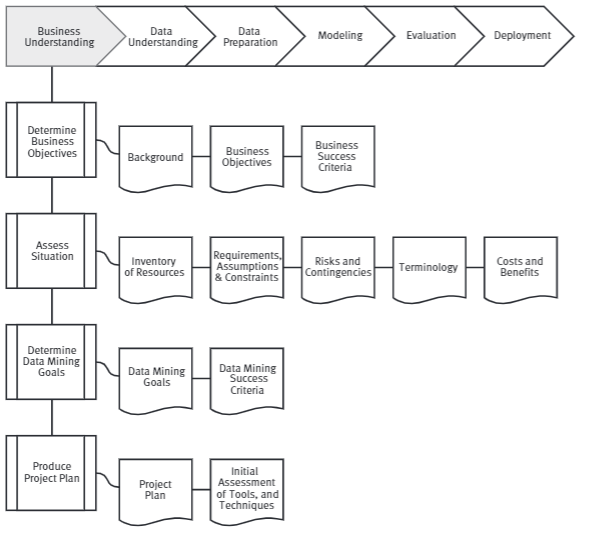 Business
Understanding
Data
Understanding
Data
Preparation
Modeling
Evaluation
Deployment
Determine
Business
Objectives
Background
Business
Objectives
Business
Success
Criteria
Assess
Situation
Inventory
of Resources
Requirements,
Assumptions
& Constraints
Risks and
Contingencies
Terminology
Costs and
Benefits
Determine
Data Mining
Goals
Data Mining
Goals
Data Mining
Success
Criteria
Produce
Project Plan
Project
Plan
Initial
Assessment
of Tools, and
Techniques